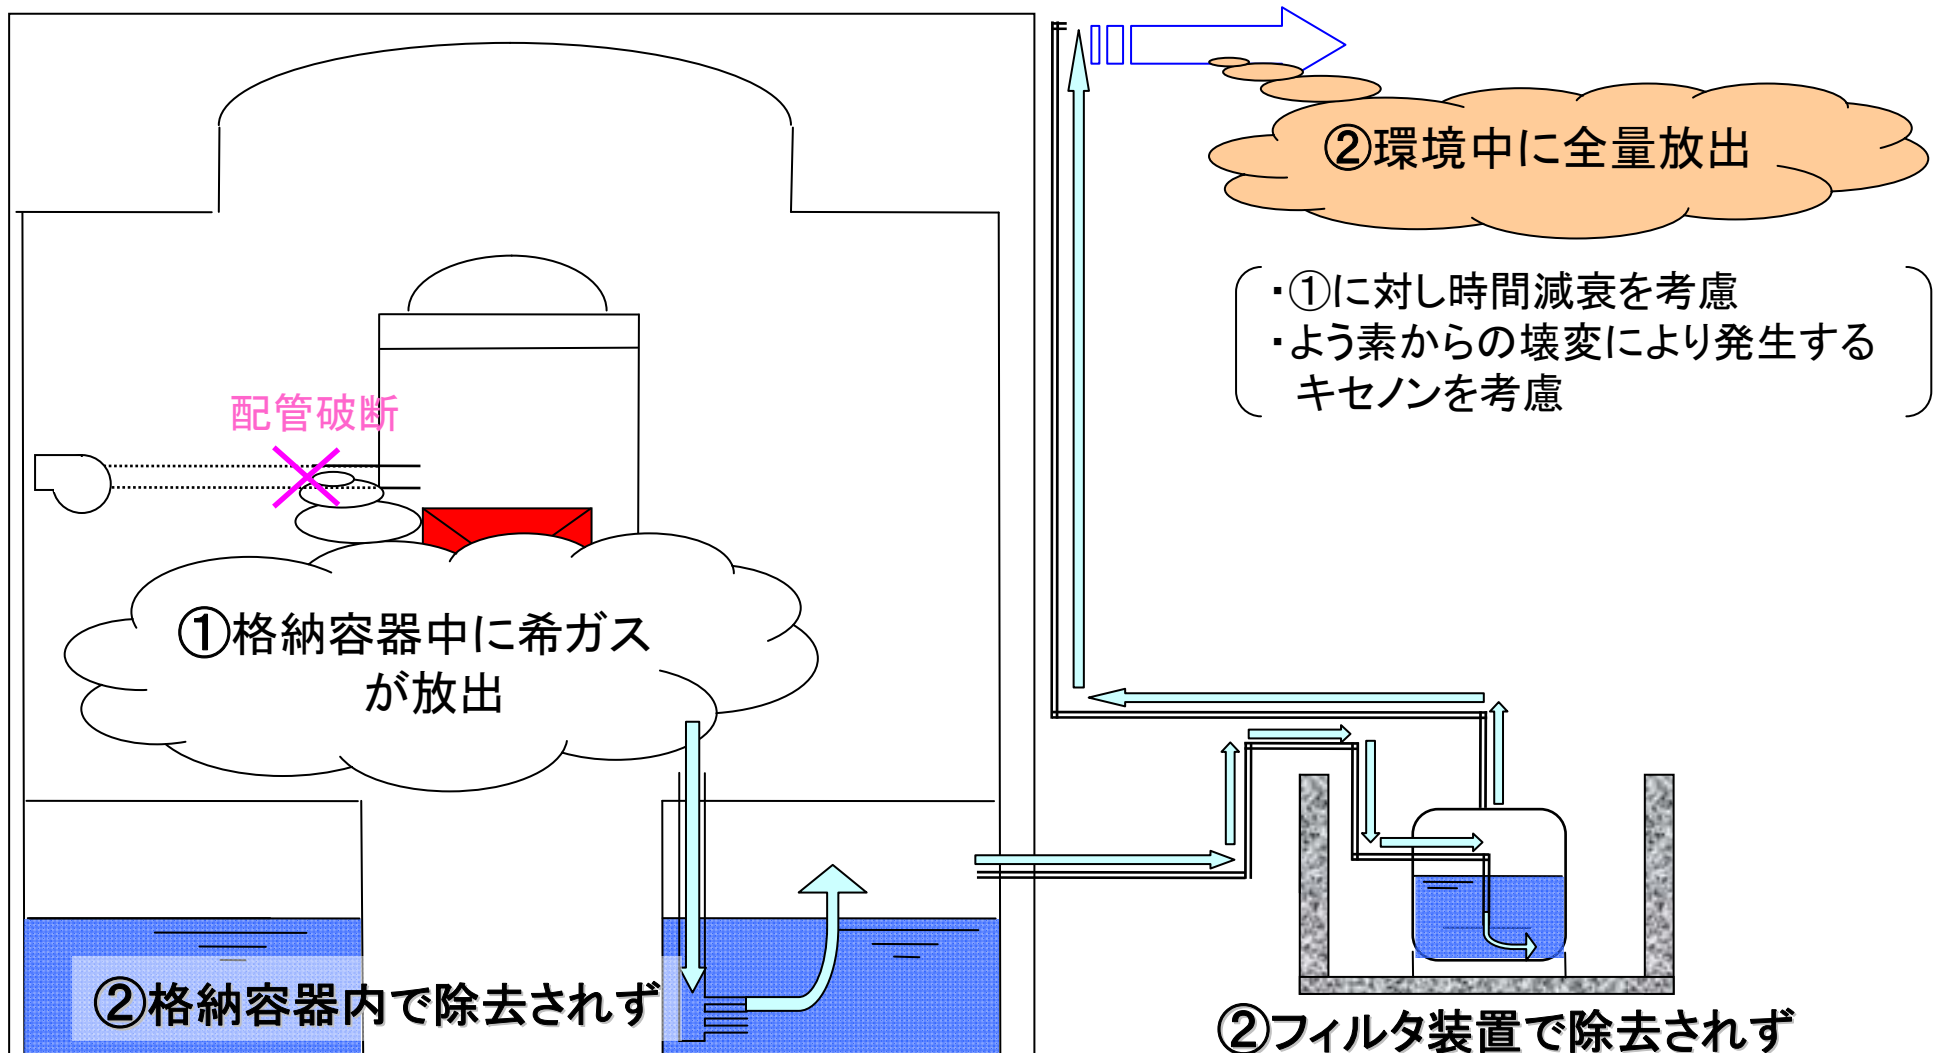 ②環境中に全量放出
・①に対し時間減衰を考慮
・よう素からの壊変により発生する
キセノンを考慮
配管破断
①格納容器中に希ガス
が放出
②格納容器内で除去されず
②フィルタ装置で除去されず